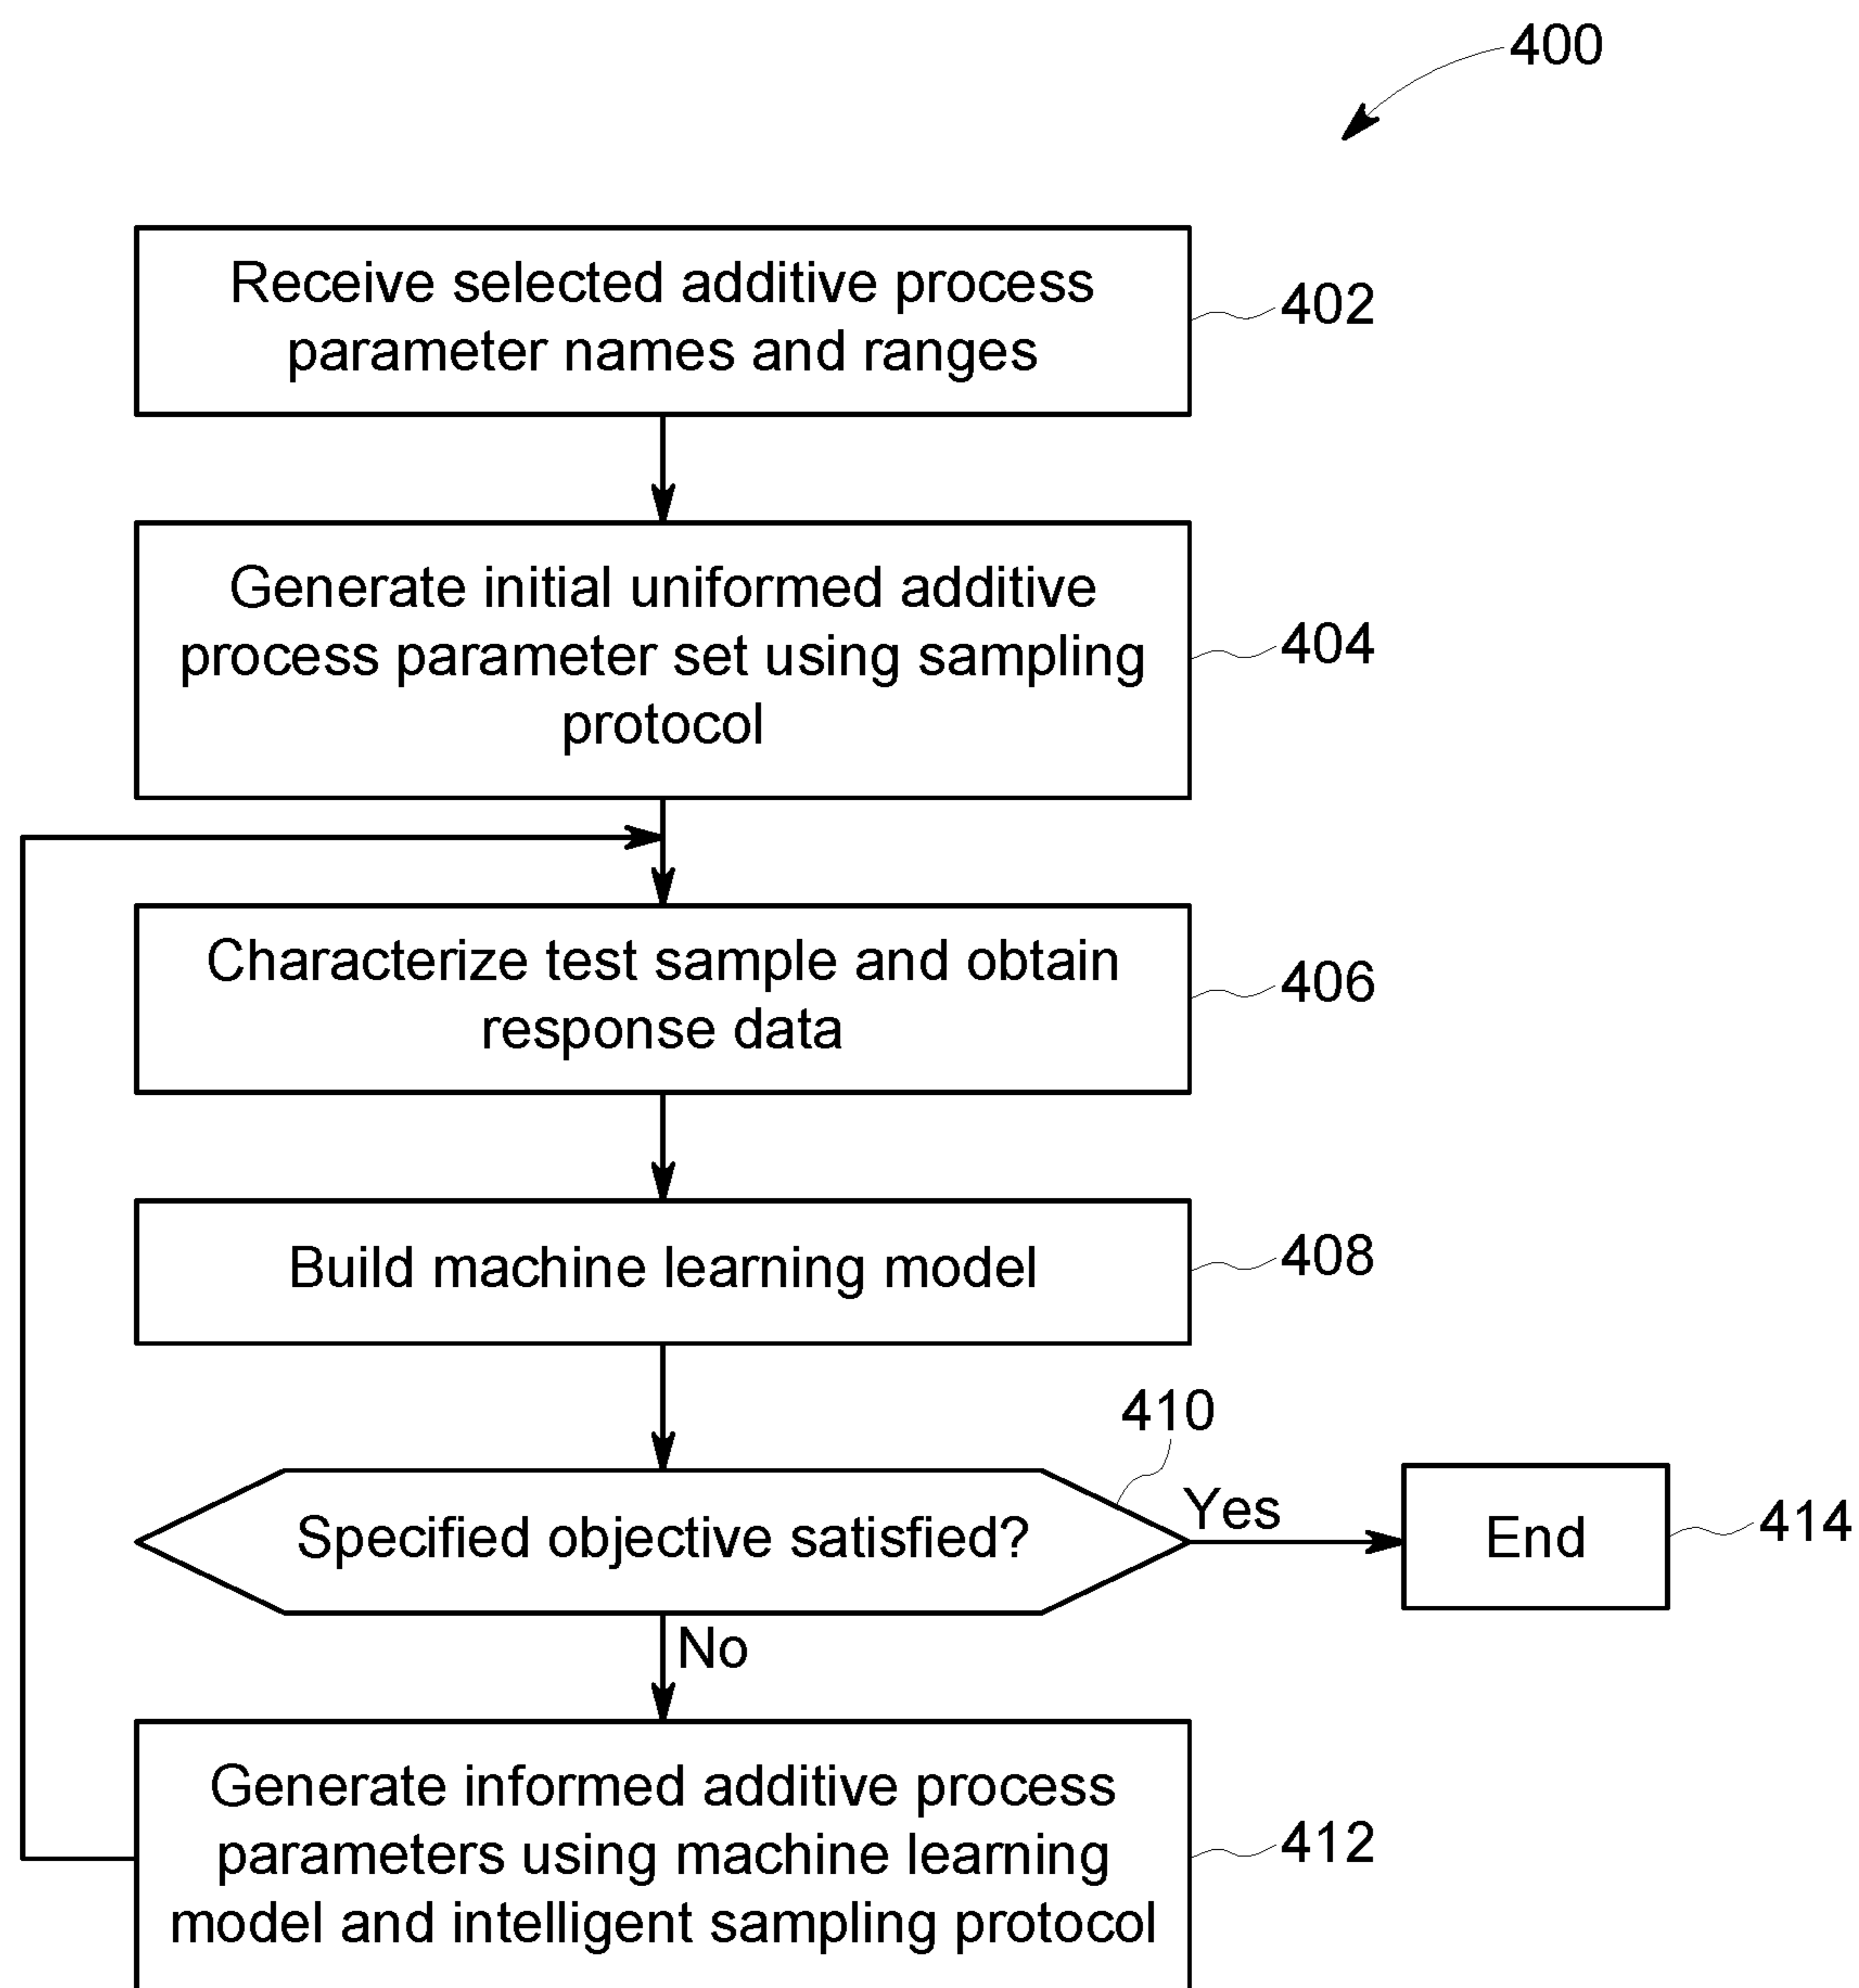 400
Receive selected additive process
parameter names and ranges
402
Generate initial uniformed additive
process parameter set using sampling
protocol
404
Characterize test sample and obtain
response data
406
Build machine learning model
408
410
Specified objective satisfied?
Yes
End
414
No
Generate informed additive process
parameters using machine learning
model and intelligent sampling protocol
412